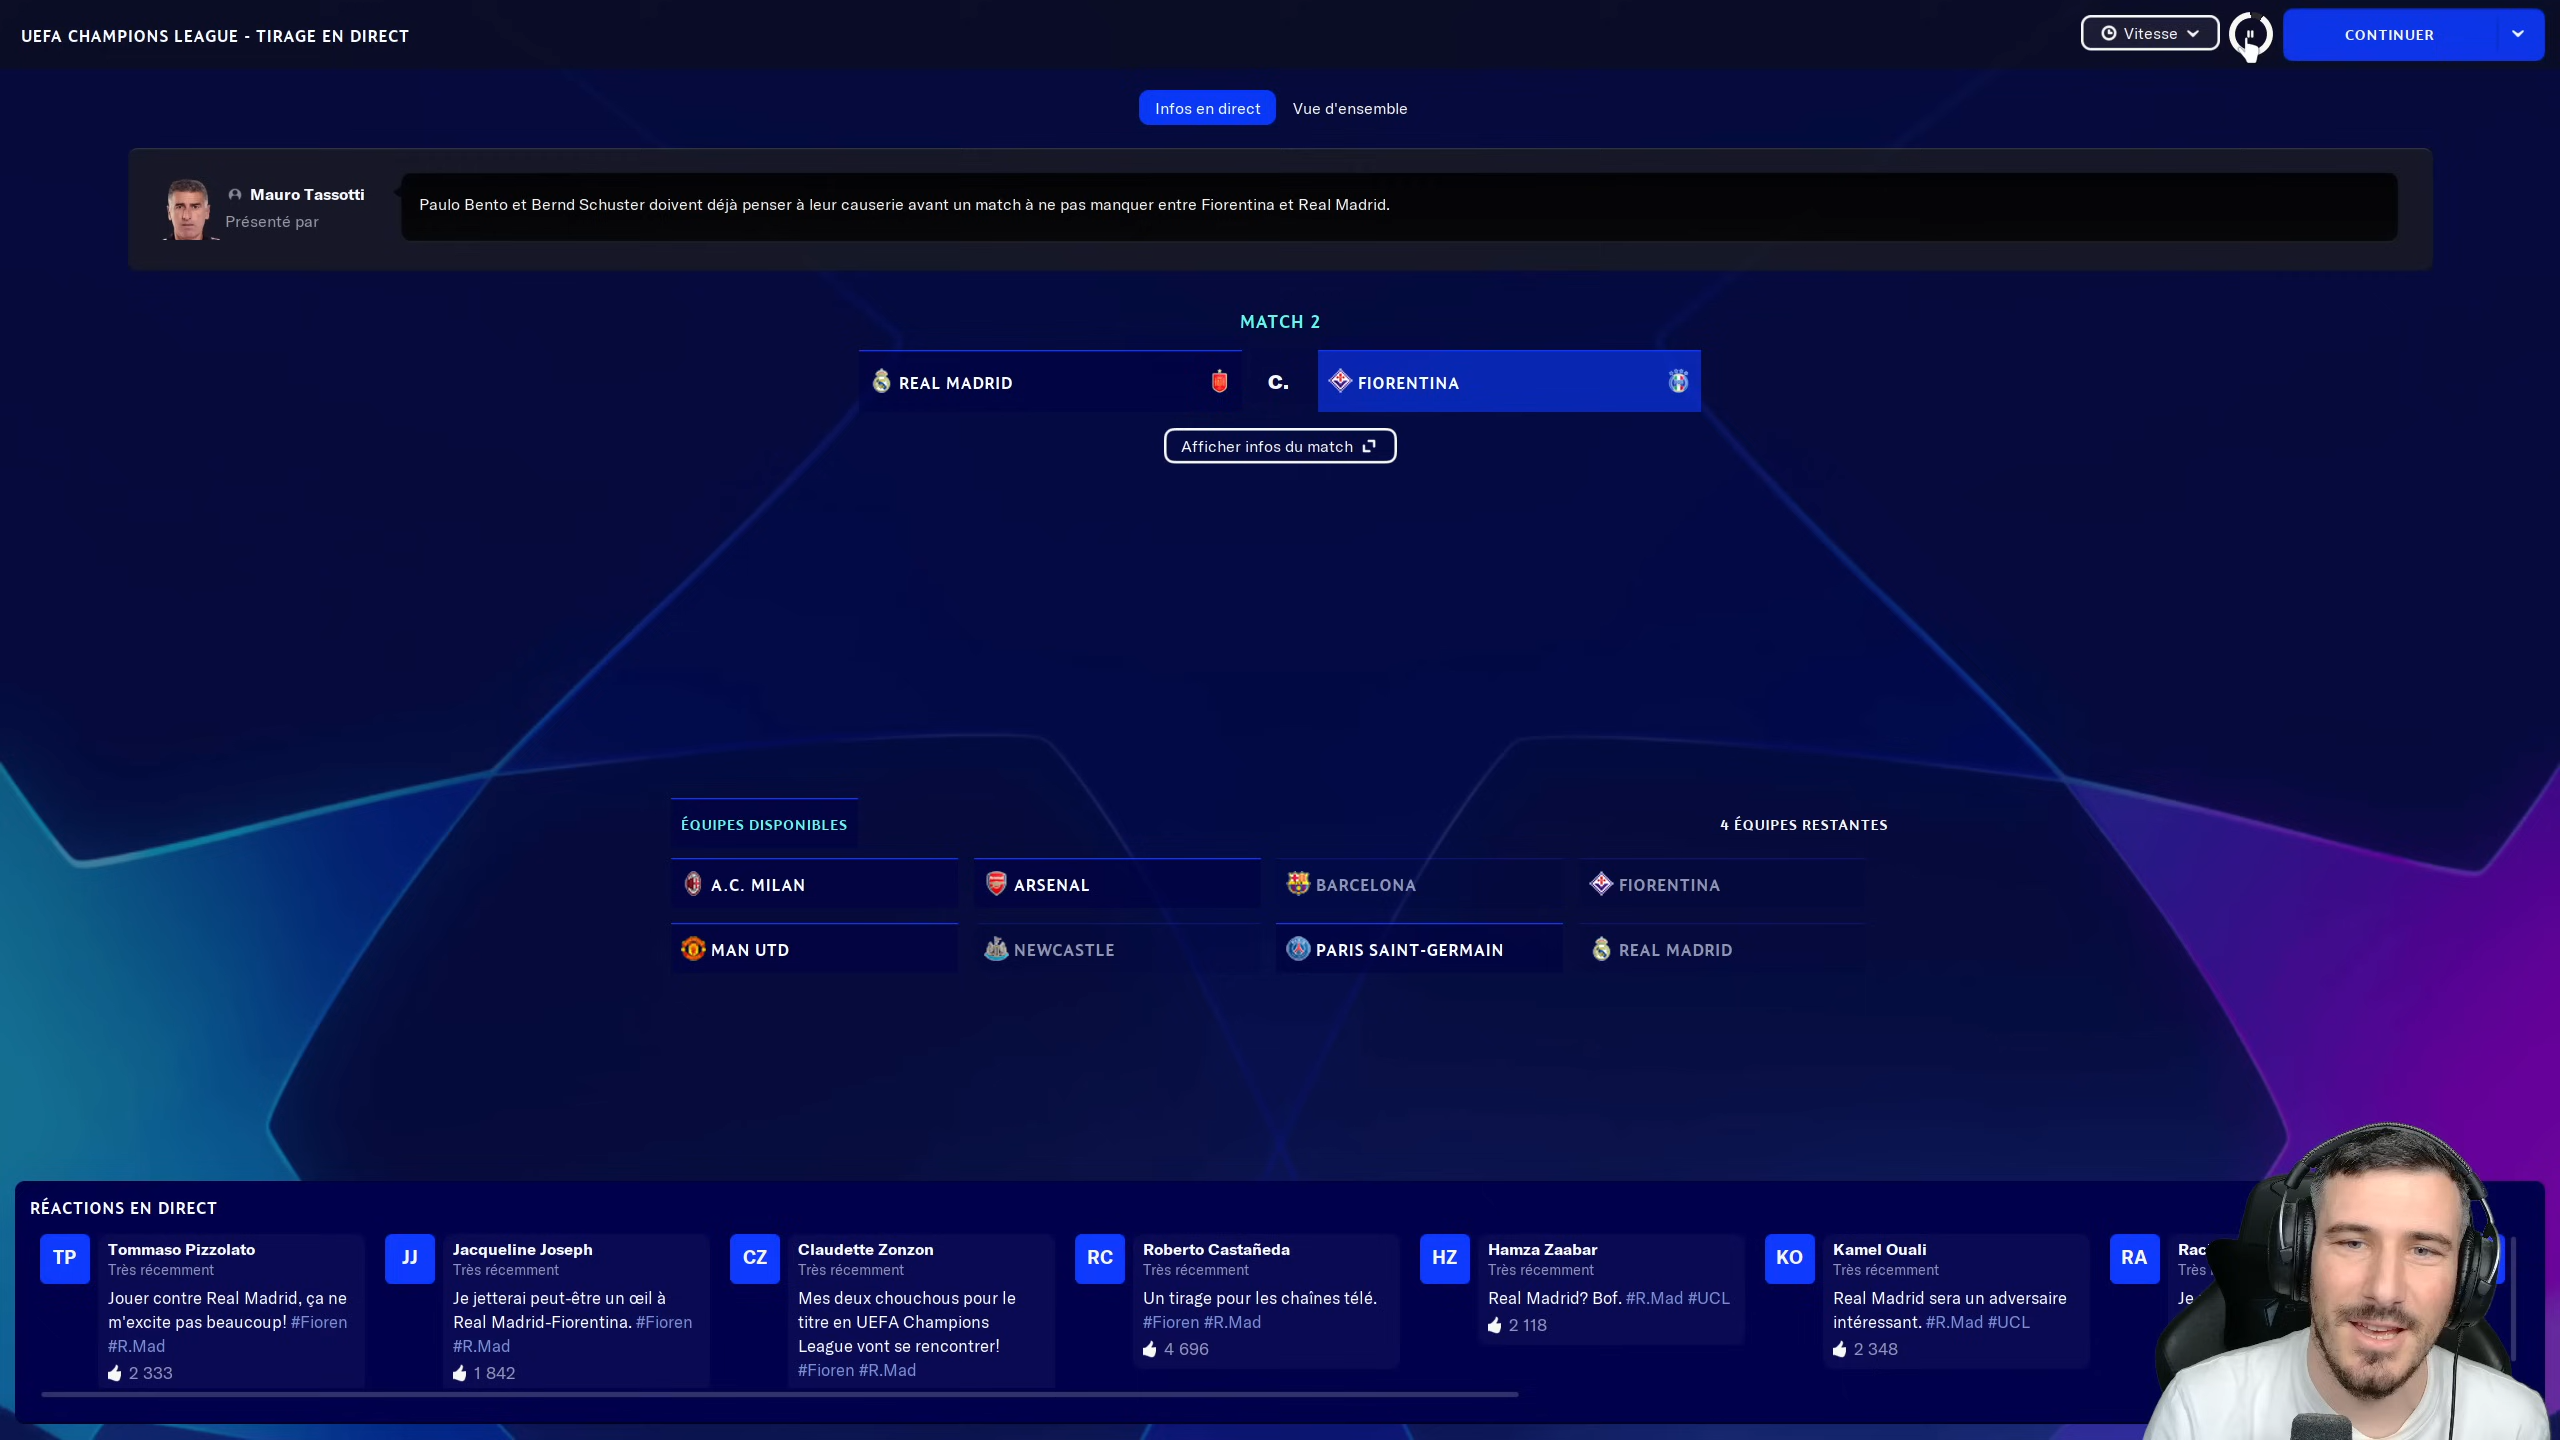 UEFA CHAMPIONS LEAGUE - TIRAGE EN DIRECT
Vitesse
CONTINUER
Infos en direct
Vue d'ensemble
Mauro Tassotti
Présenté par
Paulo Bento et Bernd Schuster doivent déjà penser à leur causerie avant un match à ne pas manquer entre Fiorentina et Real Madrid.
MATCH 2
REAL MADRID
C.
FIORENTINA
Afficher infos du match
ÉQUIPES DISPONIBLES
4 ÉQUIPES RESTANTES
A.C. MILAN
ARSENAL
BARCELONA
FIORENTINA
MAN UTD
NEWCASTLE
PARIS SAINT-GERMAIN
REAL MADRID
RÉACTIONS EN DIRECT
TP
Tommaso Pizzolato
Très récemment
Jouer contre Real Madrid, ça ne
m'excite pas beaucoup! #Fioren
#R.Mad
2 333
JJ
Jacqueline Joseph
Très récemment
Je jetterai peut-être un œil à
Real Madrid-Fiorentina. #Fioren
#R.Mad
1 842
CZ
Claudette Zonzon
Très récemment
Mes deux chouchous pour le
titre en UEFA Champions
League vont se rencontrer!
#Fioren #R.Mad
RC
Roberto Castañeda
Très récemment
Un tirage pour les chaînes télé.
#Fioren #R.Mad
4 696
HZ
Hamza Zaabar
Très récemment
Real Madrid? Bof. #R.Mad #UCL
2 118
KO
Kamel Ouali
Très récemment
Real Madrid sera un adversaire
intéressant. #R.Mad #UCL
2 348
RA
Je